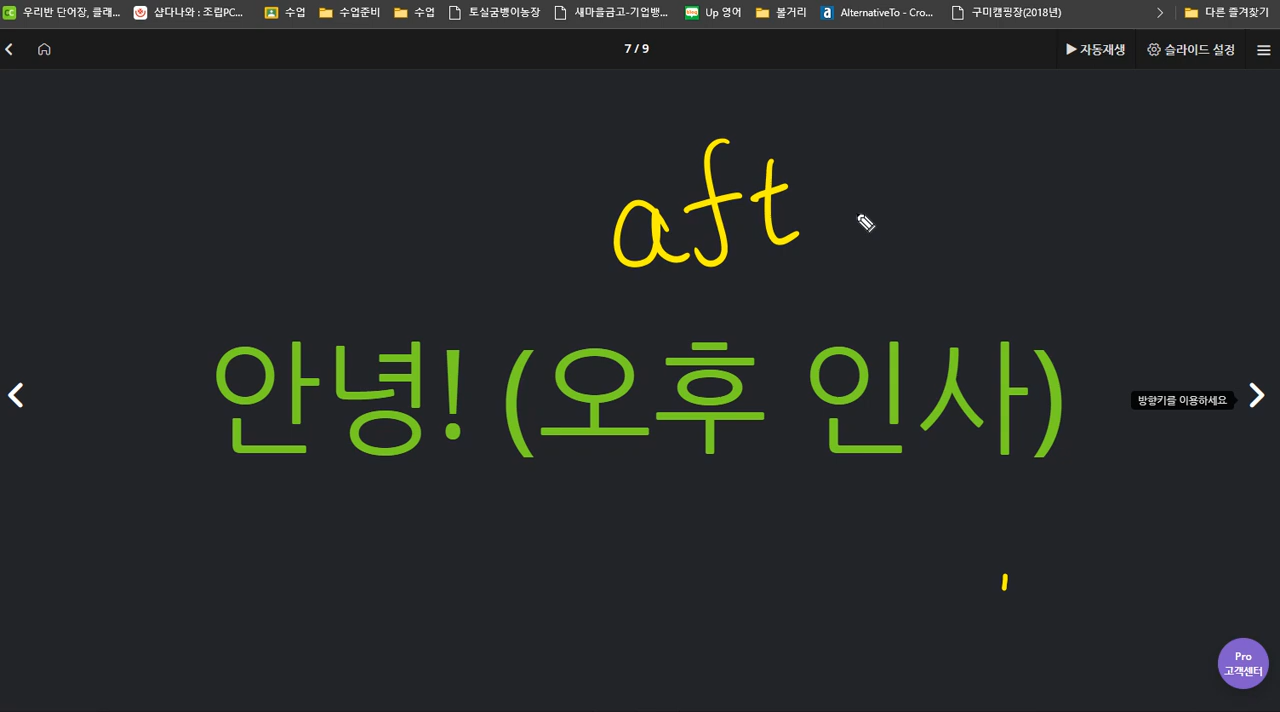 우리반 단어장, 클래... 샵다나와 : 조립PC... 수업 수업준비 수업 토실굼벵이농장 새마을금고-기업뱅... Up 영어 볼거리 AlternativeTo - Cro... 구미캠핑장(2018년) 다른 즐겨찾기
7 / 9 자동재생 슬라이드 설정
aft
안녕! (오후 인사)
방향키를 이용하세요
Pro
고객센터